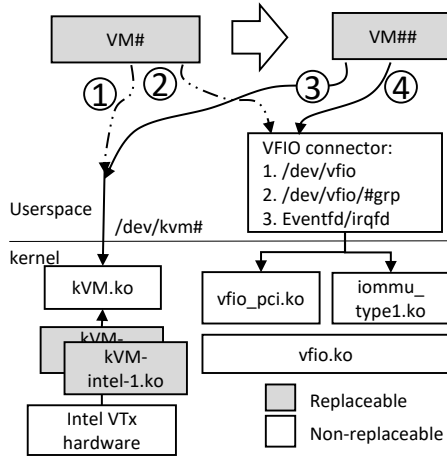 VM#
VM##
1
2
3
4
VFIO connector:
1. /dev/vfio
2. /dev/vfio/#grp
3. Eventfd/irqfd
Userspace
/dev/kvm#
kernel
kVM.ko
vfio_pci.ko
iommu_
type1.ko
kVM-
kVM-
intel-1.ko
vfio.ko
Intel VTx
hardware
Replaceable
Non-replaceable